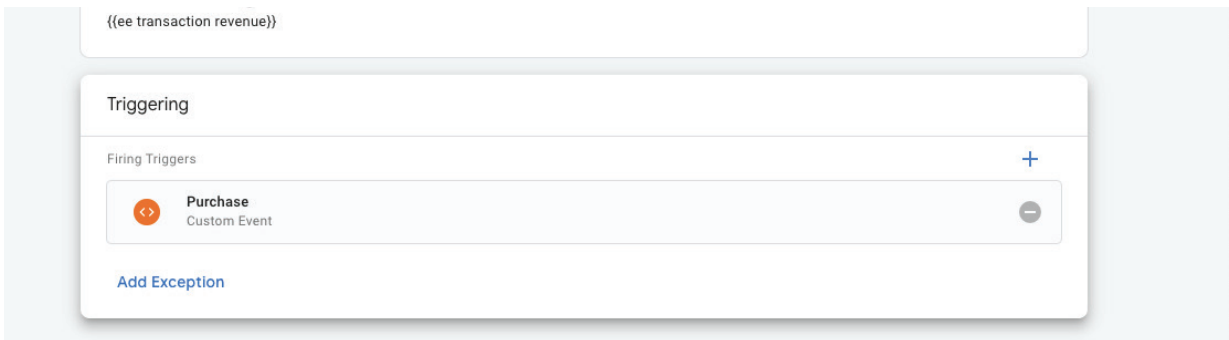 {{ee transaction revenue}}
Triggering
Firing Triggers
Purchase
Custom Event
Add Exception